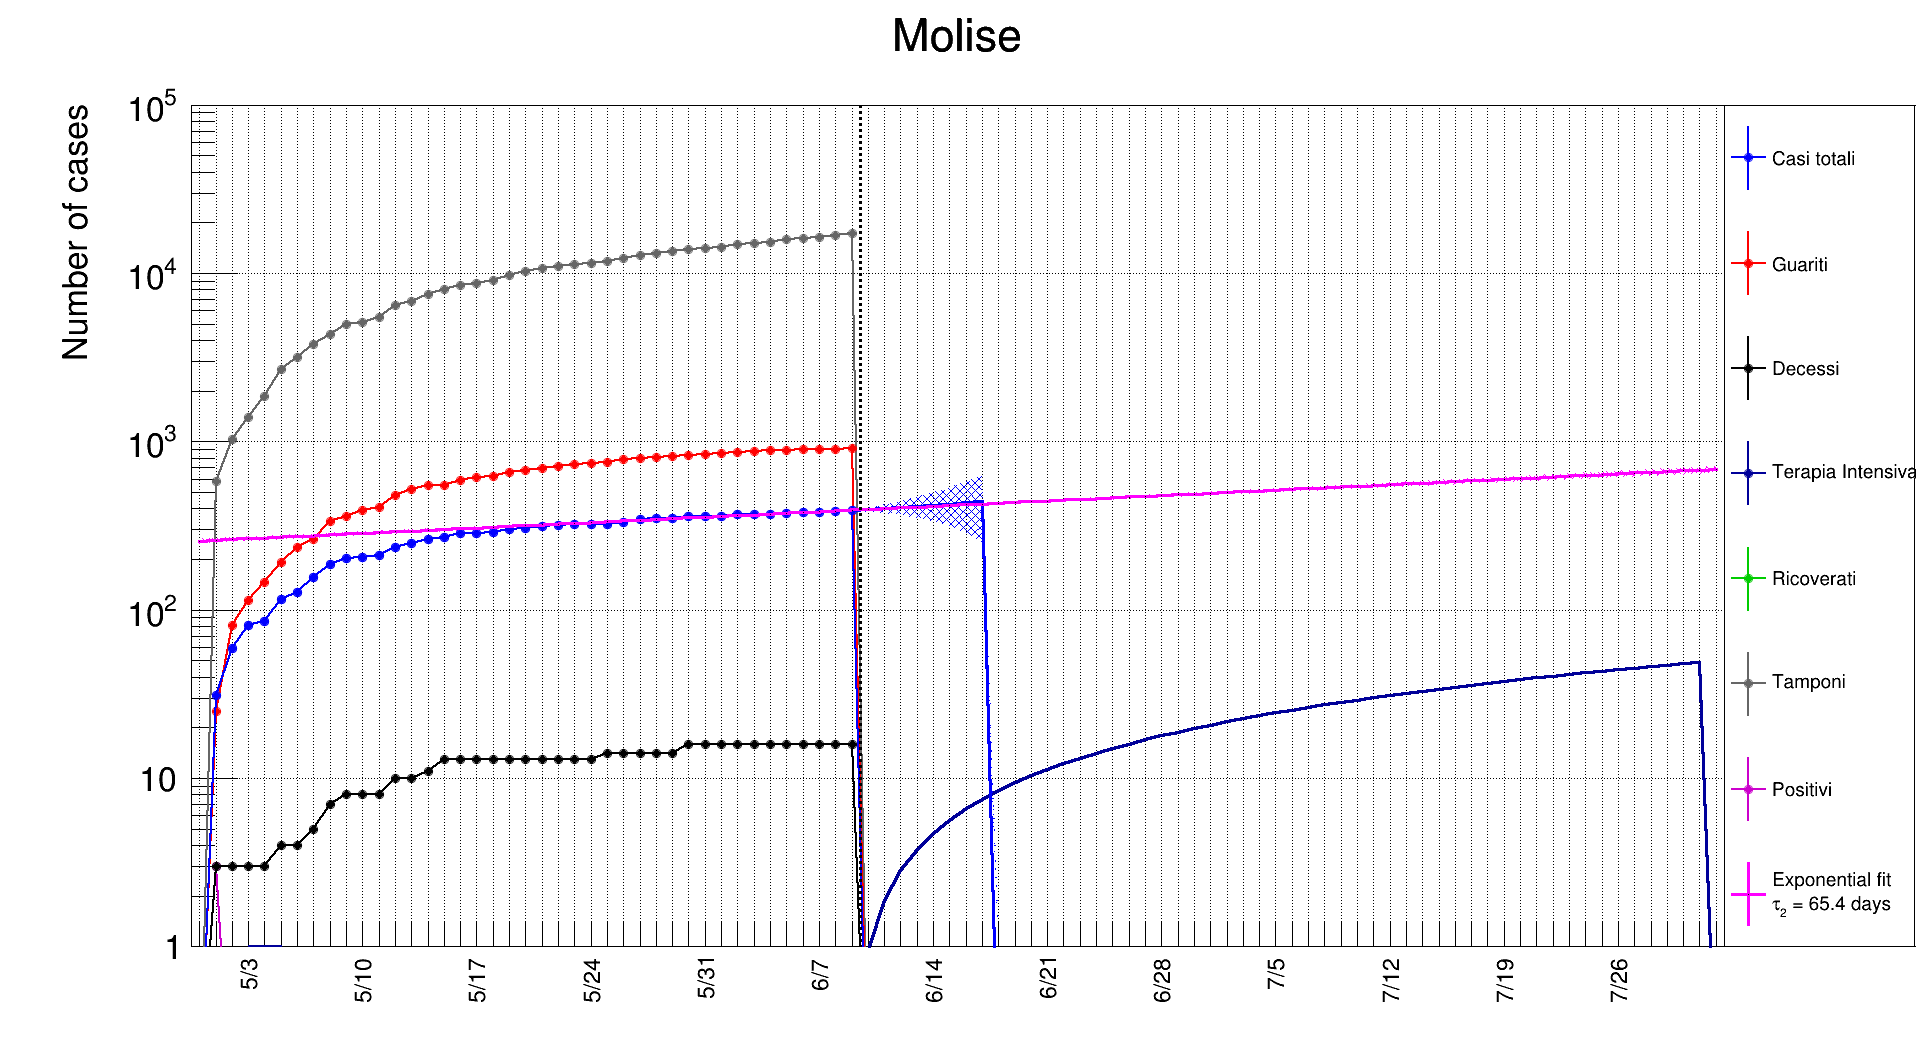 Molise
Number of cases
10^5
10^4
10^3
10^2
10
1
5/3
5/10
5/17
5/24
5/31
6/7
6/14
6/21
6/28
7/5
7/12
7/19
7/26
Casi totali
Guariti
Decessi
Terapia Intensiva
Ricoverati
Tamponi
Positivi
Exponential fit
τ₂ = 65.4 days